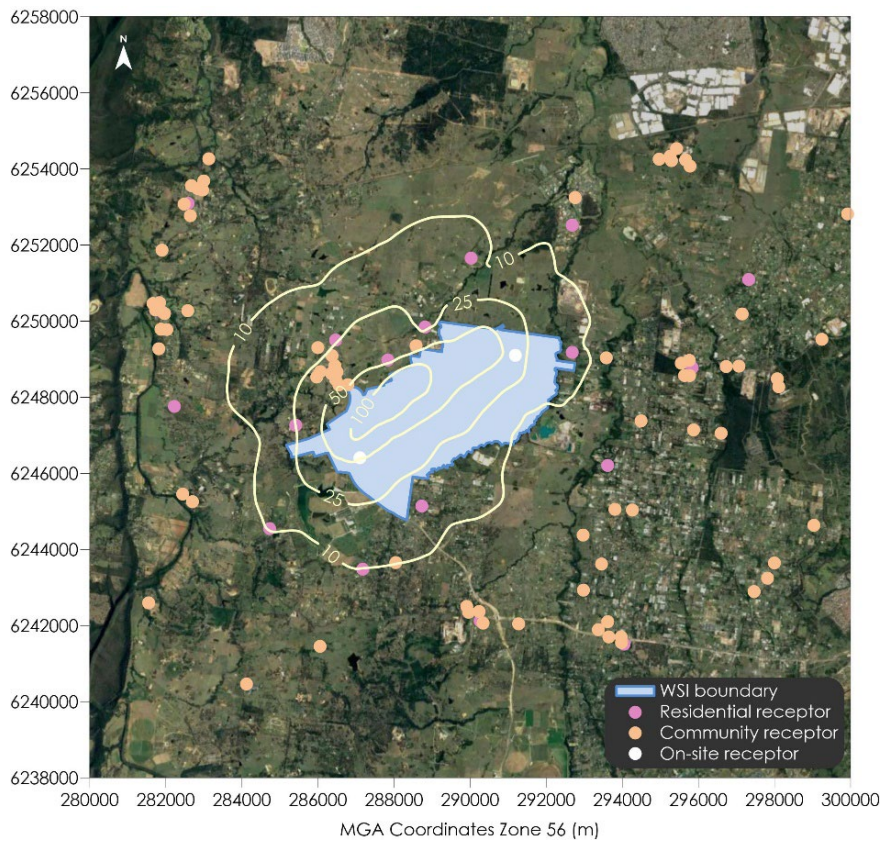 6258000
6256000
6254000
6252000
6250000
6248000
6246000
6244000
6242000
6240000
6238000
N
10
10
25
50
100
25
10
WSI boundary
Residential receptor
Community receptor
On-site receptor
280000 282000 284000 286000 288000 290000 292000 294000 296000 298000 300000
MGA Coordinates Zone 56 (m)